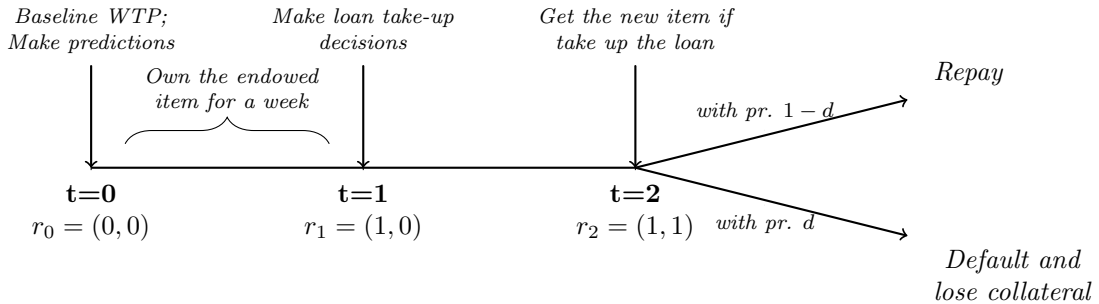 Baseline WTP;
Make predictions
Make loan take-up
decisions
Get the new item if
take up the loan
Own the endowed
item for a week
Repay
with pr. 1 − d
t=0
t=1
t=2
r₀ = (0, 0)
r₁ = (1, 0)
r₂ = (1, 1)
with pr. d
Default and
lose collateral